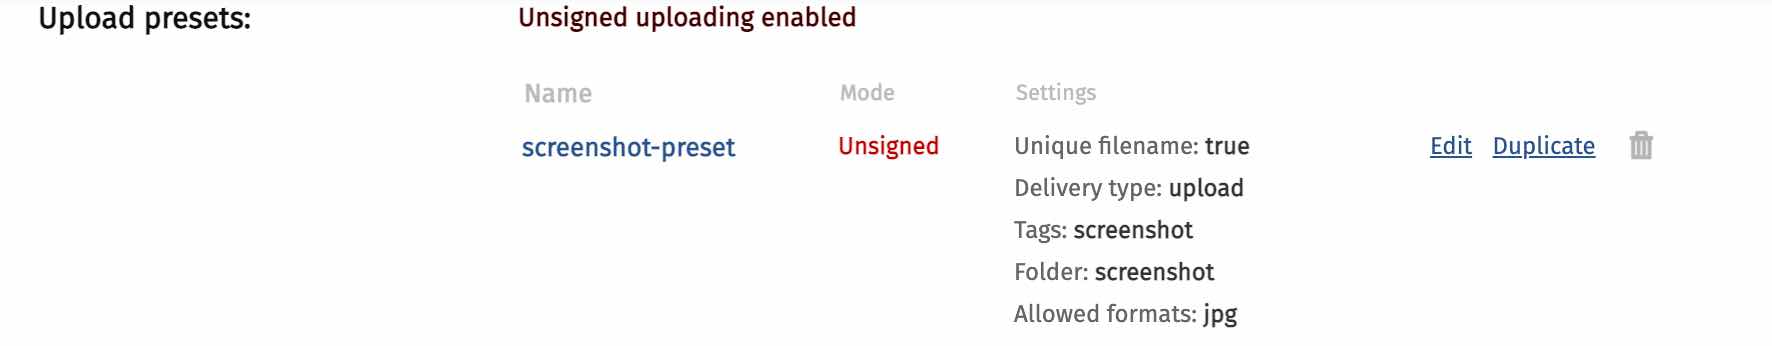 Upload presets: Unsigned uploading enabled
Name Mode Settings
screenshot-preset Unsigned Unique filename: true Edit Duplicate
Delivery type: upload
Tags: screenshot
Folder: screenshot
Allowed formats: jpg